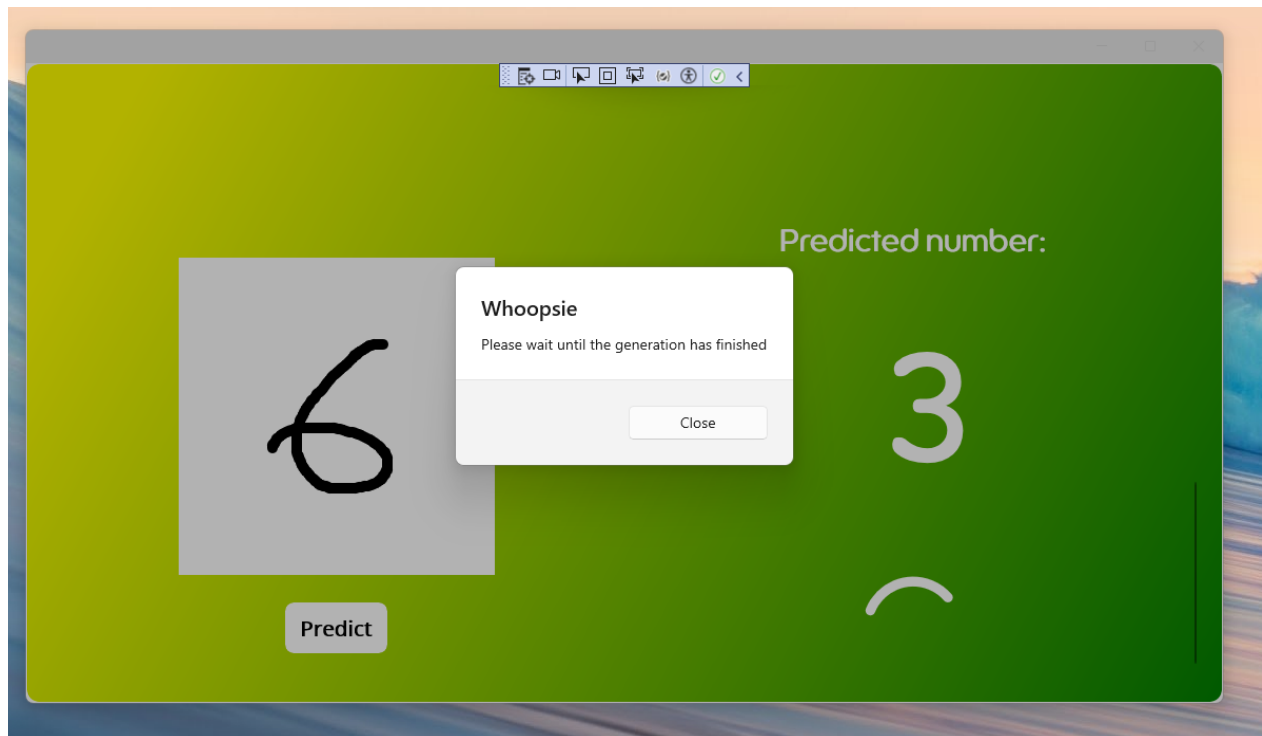 Predicted number:
Whoopsie
Please wait until the generation has finished
Close
6
3
Predict